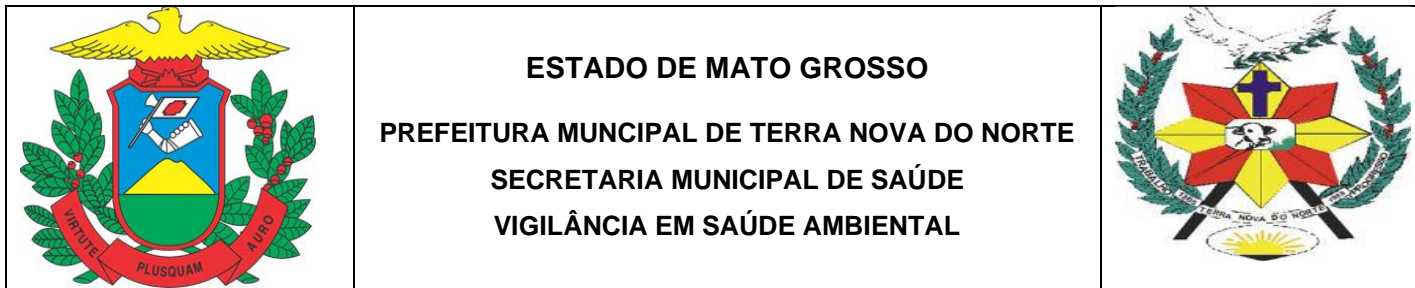 ESTADO DE MATO GROSSO
PREFEITURA MUNCIPAL DE TERRA NOVA DO NORTE
SECRETARIA MUNICIPAL DE SAÚDE
VIGILÂNCIA EM SAÚDE AMBIENTAL
VIRTUTE PLUSQUAM AURO
TRABALHO TERRA NOVA DO NORTE PROGRESSO